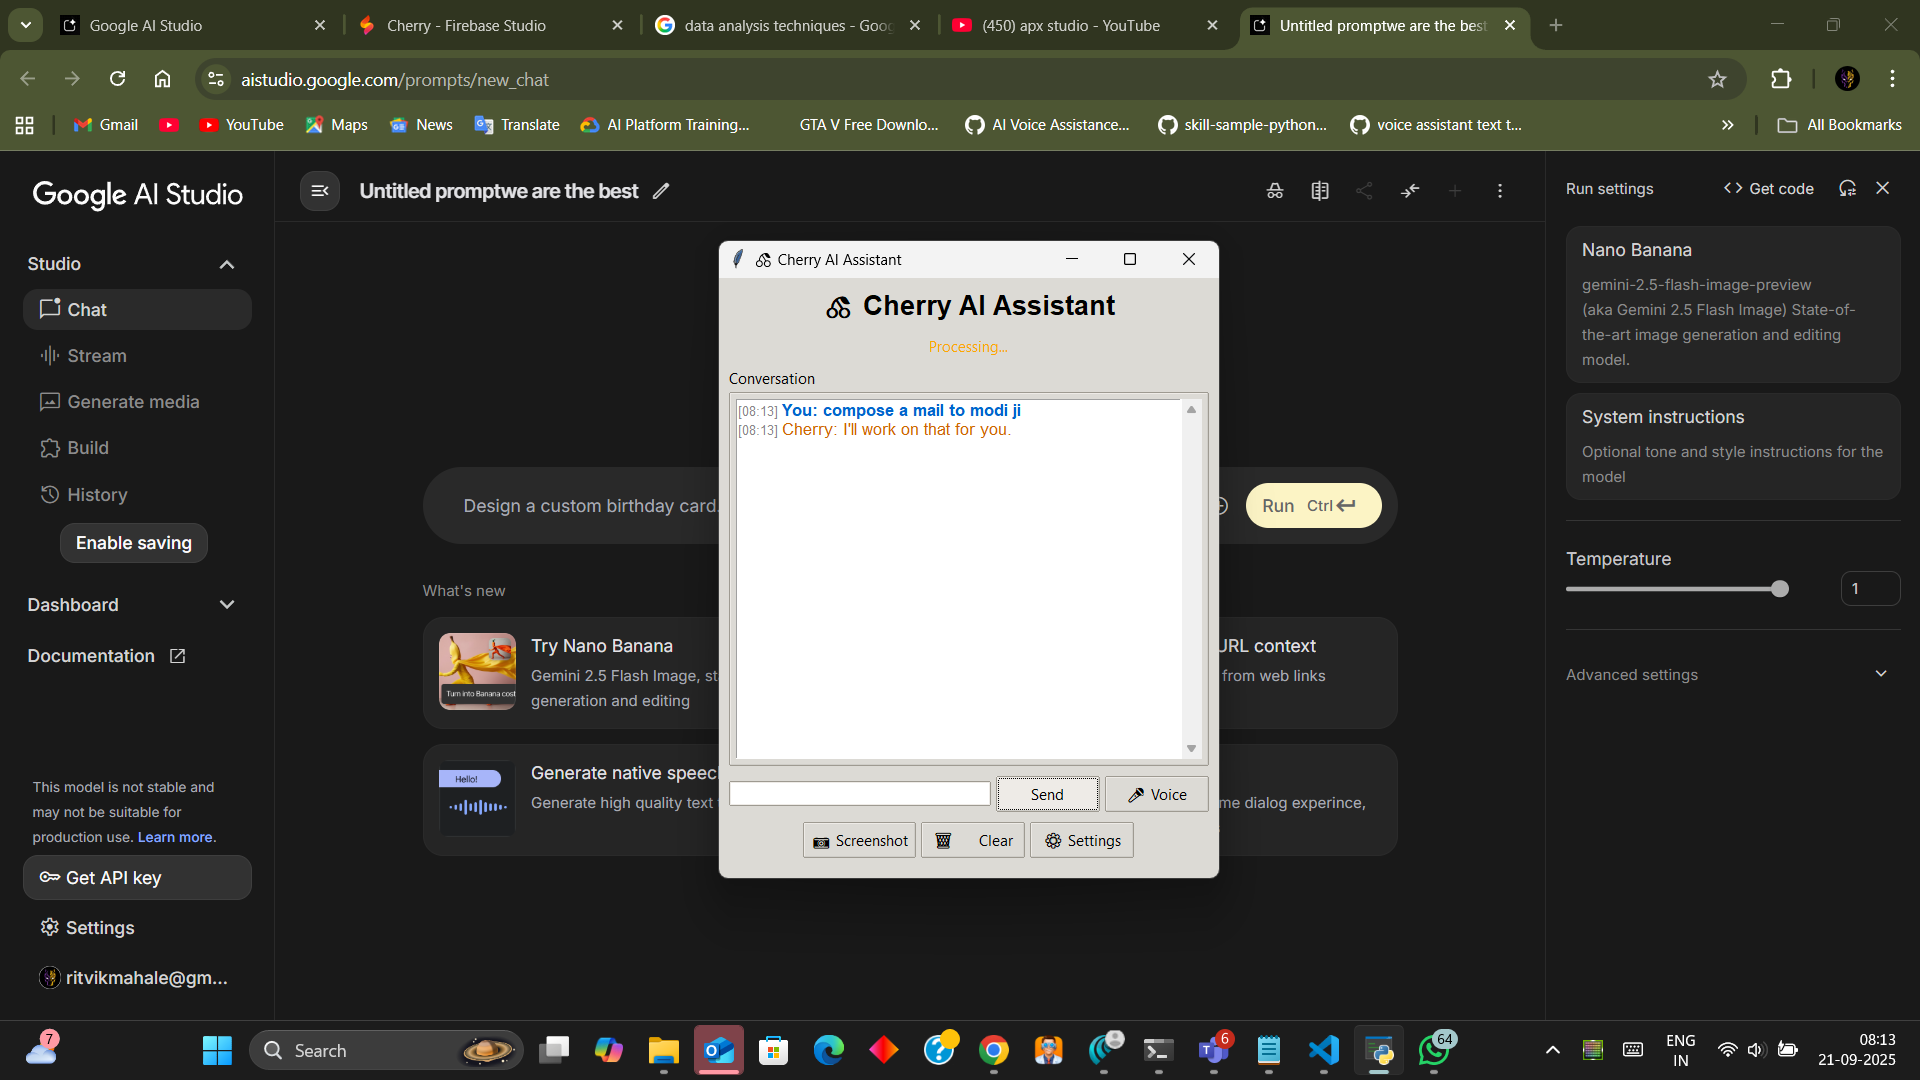 Google AI Studio
Cherry - Firebase Studio
data analysis techniques - Goog
(450) apx studio - YouTube
Untitled promptwe are the best
aistudio.google.com/prompts/new_chat
Gmail
YouTube
Maps
News
Translate
AI Platform Training...
GTA V Free Downlo...
AI Voice Assistance...
skill-sample-python...
voice assistant text t...
All Bookmarks
Google AI Studio
Untitled promptwe are the best
Studio
Chat
Stream
Generate media
Build
History
Enable saving
Dashboard
Documentation
This model is not stable and
may not be suitable for
production use. Learn more.
Get API key
Settings
ritvikmahale@gm...
Design a custom birthday card.
Run Ctrl
What's new
Try Nano Banana
Gemini 2.5 Flash Image, st
generation and editing
Turn into Banana cost
URL context
from web links
Hello!
Generate native speec
Generate high quality text
me dialog experince,
Cherry AI Assistant
Cherry AI Assistant
Processing...
Conversation
[08:13] You: compose a mail to modi ji
[08:13] Cherry: I'll work on that for you.
Send
Voice
Screenshot
Clear
Settings
Run settings
Get code
Nano Banana
gemini-2.5-flash-image-preview
(aka Gemini 2.5 Flash Image) State-of-
the-art image generation and editing
model.
System instructions
Optional tone and style instructions for the
model
Temperature
1
Advanced settings
7
Search
6
64
ENG
IN
08:13
21-09-2025